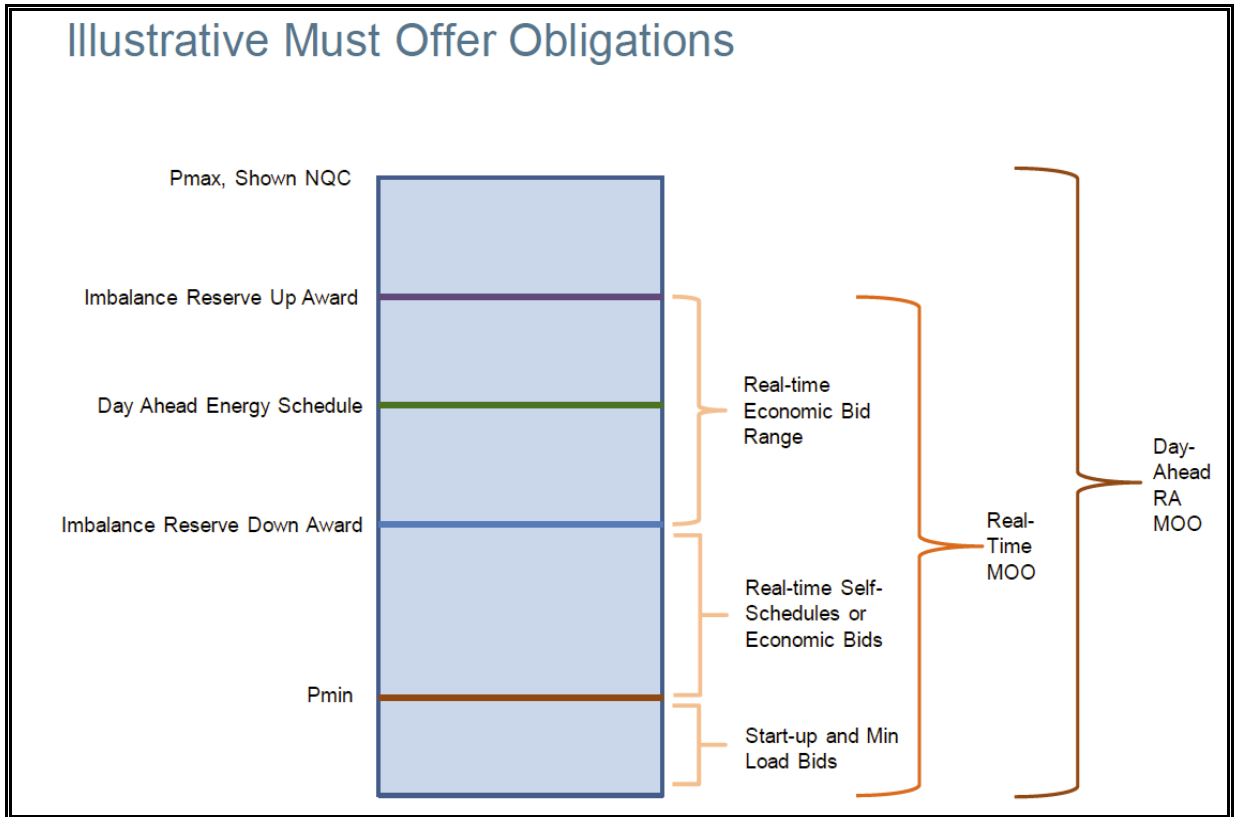 Illustrative Must Offer Obligations
Pmax, Shown NQC
Imbalance Reserve Up Award
Day Ahead Energy Schedule
Imbalance Reserve Down Award
Pmin
Real-time
Economic Bid
Range
Real-time Self-
Schedules or
Economic Bids
Start-up and Min
Load Bids
Real-
Time
MOO
Day-
Ahead
RA
MOO